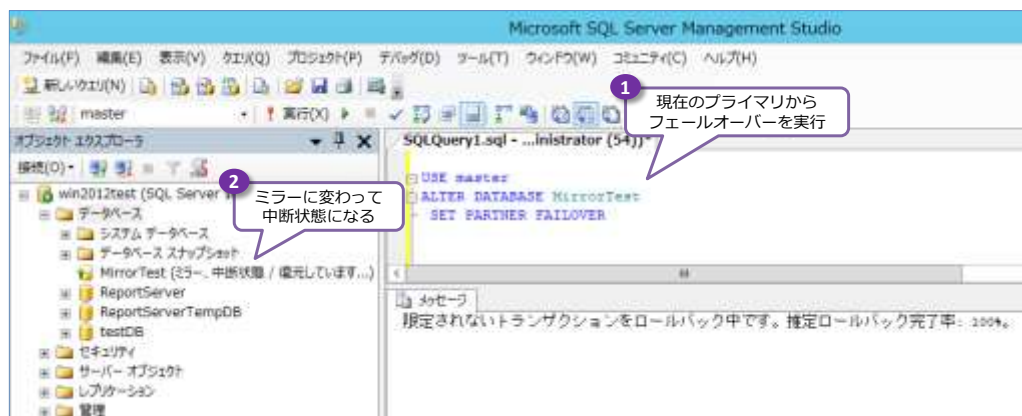 Microsoft SQL Server Management Studio
ファイル(F) 編集(E) 表示(V) クエリ(Q) プロジェクト(P) デバッグ(D) ツール(T) ウィンドウ(W) コミュニティ(C) ヘルプ(H)
新しいクエリ(N)
1
現在のプライマリから
フェールオーバーを実行
master
実行(X)
オブジェクト エクスプローラー
SQLQuery1.sql - ...inistrator (54))*
接続(O)
2
ミラーに変わって
中断状態になる
USE master
ALTER DATABASE MirrorTest
SET PARTNER FAILOVER
win2012test (SQL Server
データベース
システム データベース
データベース スナップショット
MirrorTest (ミラー、中断状態 / 復元しています...)
ReportServer
ReportServerTempDB
testDB
セキュリティ
サーバー オブジェクト
レプリケーション
管理
メッセージ
限定されないトランザクションをロールバック中です。推定ロールバック完了率: 100%。